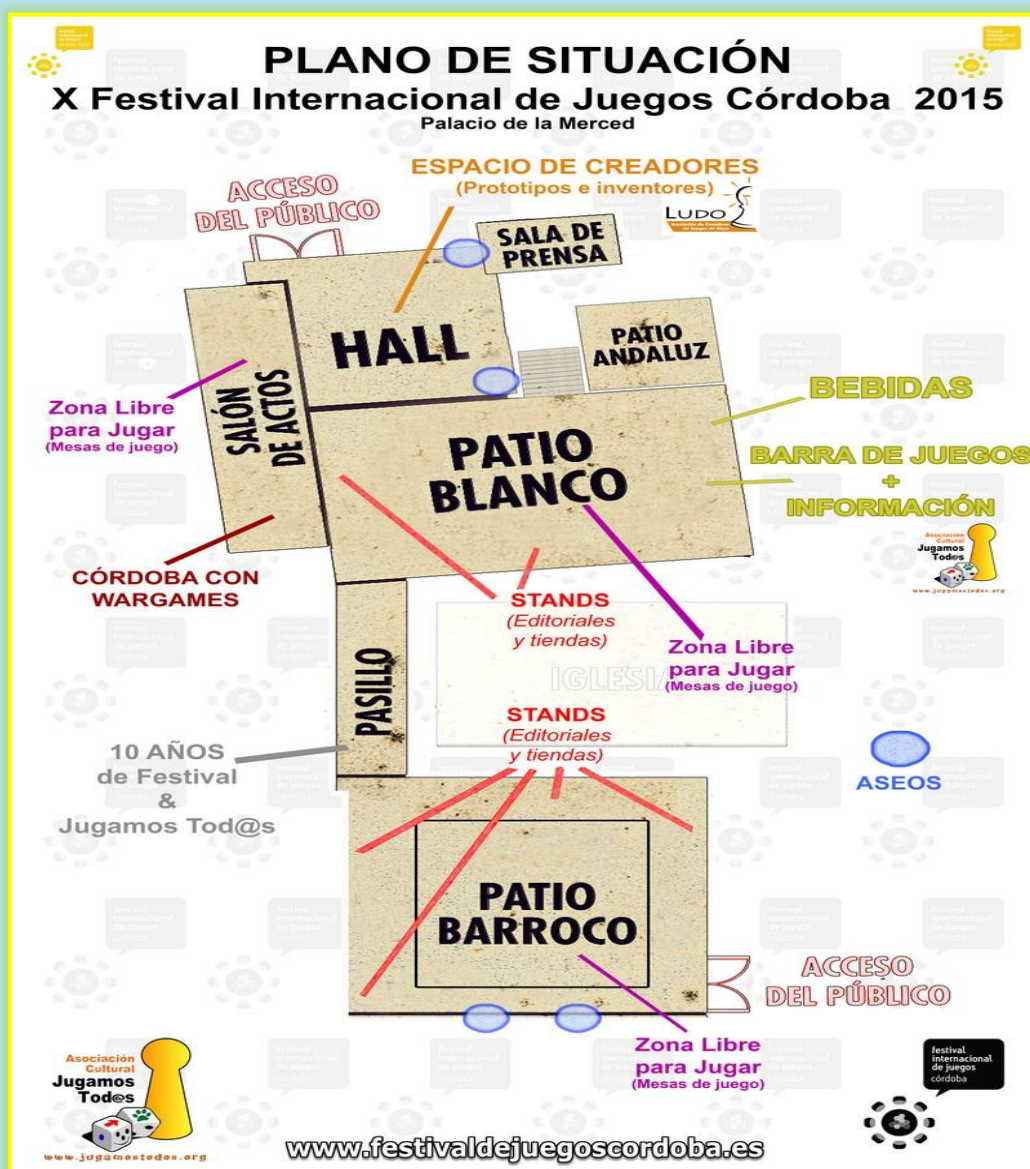 PLANO DE SITUACIÓN
X Festival Internacional de Juegos Córdoba 2015
Palacio de la Merced
ESPACIO DE CREADORES
(Prototipos e inventores)
LUDO
ACCESO
DEL PÚBLICO
SALA DE
PRENSA
HALL
PATIO
ANDALUZ
SALÓN
DE ACTOS
Zona Libre
para Jugar
(Mesas de juego)
BEBIDAS
PATIO
BLANCO
BARRA DE JUEGOS
+
INFORMACIÓN
Asociación
Cultural
Jugamos
Tod@s
www.jugamostodos.org
CÓRDOBA CON
WARGAMES
STANDS
(Editoriales
y tiendas)
Zona Libre
para Jugar
(Mesas de juego)
IGLESIA
PASILLO
STANDS
(Editoriales
y tiendas)
10 AÑOS
de Festival
&
Jugamos Tod@s
ASEOS
PATIO
BARROCO
ACCESO
DEL PÚBLICO
Zona Libre
para Jugar
(Mesas de juego)
Asociación
Cultural
Jugamos
Tod@s
www.jugamostodos.org
festival
internacional
de juegos
córdoba
www.festivaldejuegoscordoba.es